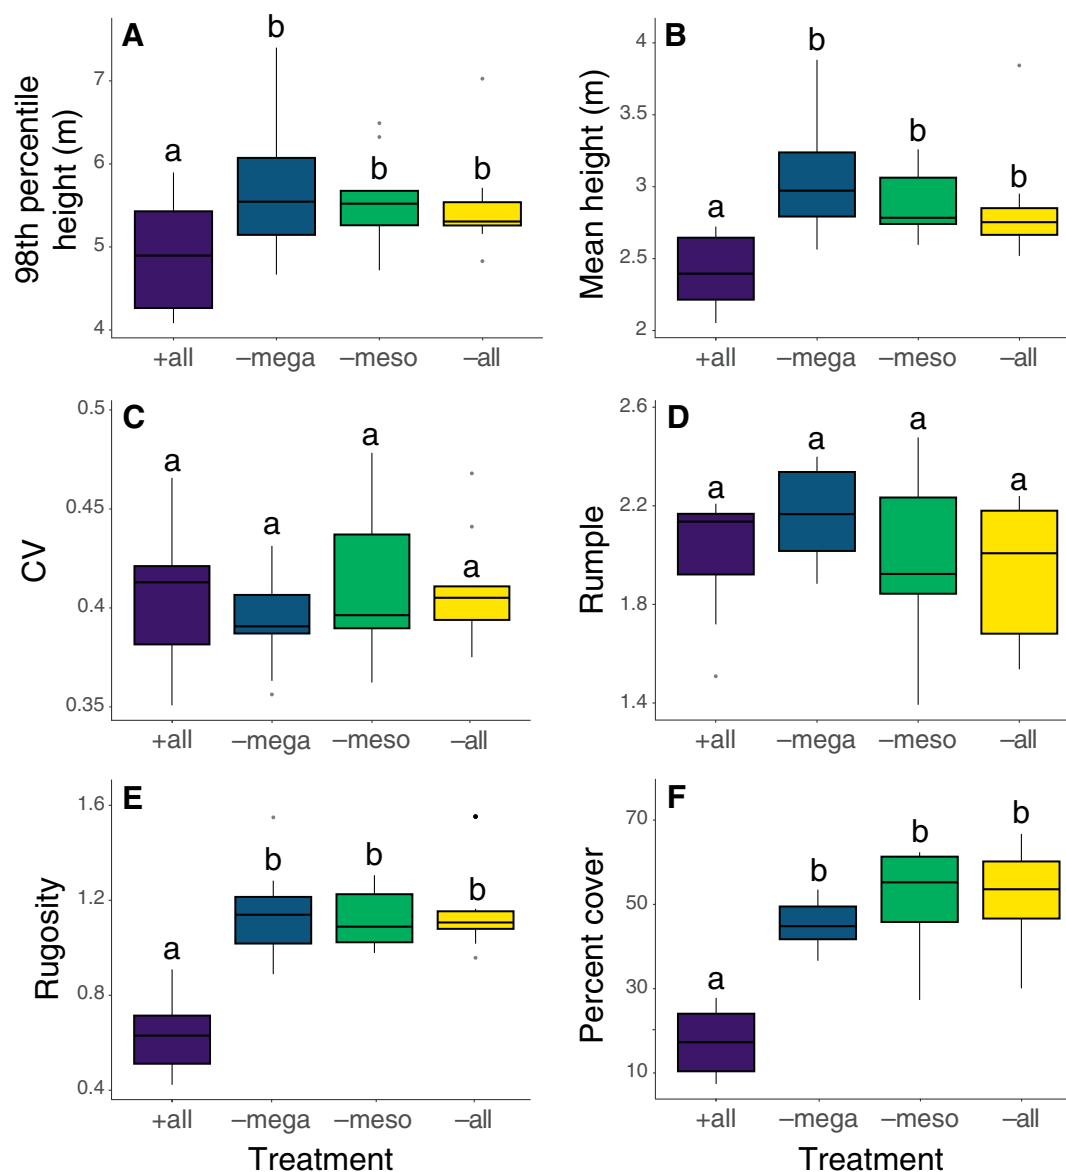 A
98th percentile
height (m)
7
6
5
4
a
b
b
b
+all
–mega
–meso
–all
B
Mean height (m)
4
3.5
3
2.5
2
a
b
b
b
+all
–mega
–meso
–all
C
CV
0.5
0.45
0.4
0.35
a
a
a
a
+all
–mega
–meso
–all
D
Rumple
2.6
2.2
1.8
1.4
a
a
a
a
+all
–mega
–meso
–all
E
Rugosity
1.6
1.2
0.8
0.4
a
b
b
b
+all
–mega
–meso
–all
Treatment
F
Percent cover
70
50
30
10
a
b
b
b
+all
–mega
–meso
–all
Treatment